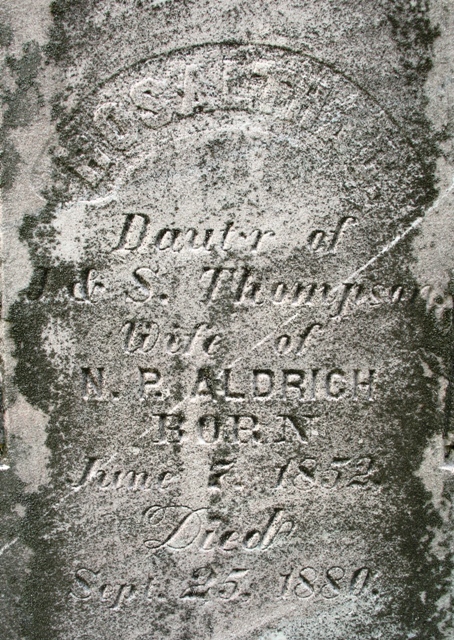 Dautr of
J. & S. Thompson
Wife of
N. P. ALDRICH
BORN
June 7. 1852.
Died
Sept. 25. 1880.